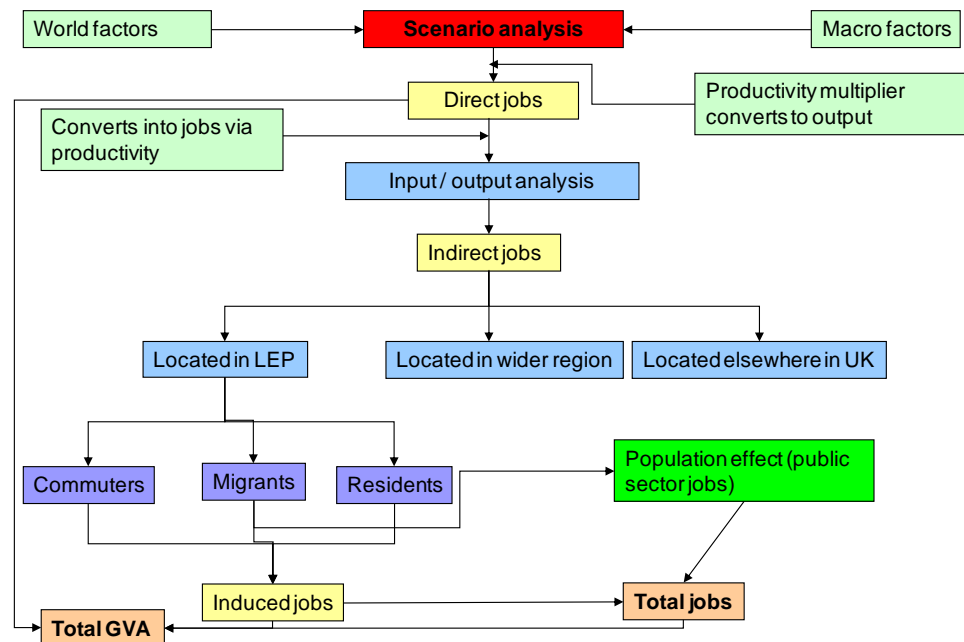 World factors
Scenario analysis
Macro factors
Direct jobs
Productivity multiplier
converts to output
Converts into jobs via
productivity
Input / output analysis
Indirect jobs
Located in LEP
Located in wider region
Located elsewhere in UK
Commuters
Migrants
Residents
Population effect (public
sector jobs)
Induced jobs
Total jobs
Total GVA